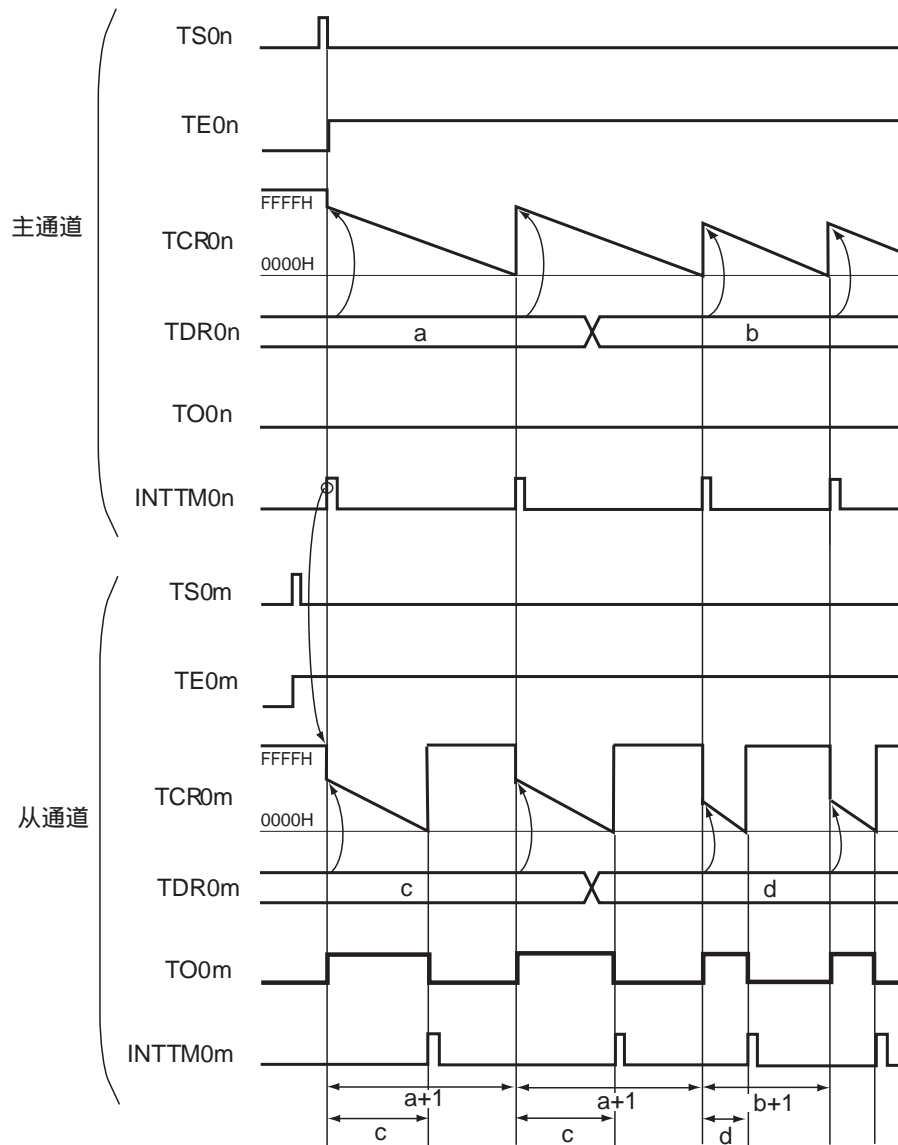 TS0n
TE0n
主通道
FFFFH
TCR0n
0000H
TDR0n
a
b
TO0n
INTTM0n
TS0m
TE0m
FFFFH
TCR0m
从通道
0000H
TDR0m
c
d
TO0m
INTTM0m
a+1
a+1
b+1
c
c
d